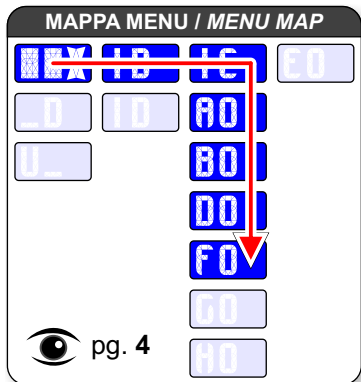 MAPPA MENU / MENU MAP
1B 1C E0
_D 1D A0
U_ B0
D0
F0
G0
H0
pg. 4